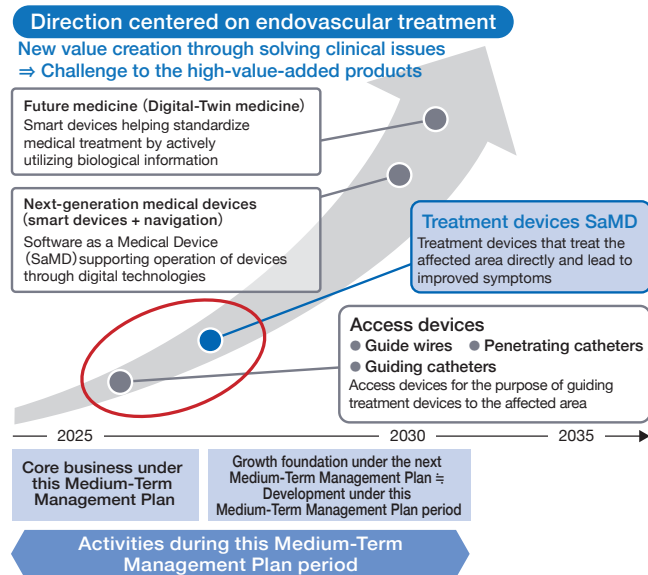 Direction centered on endovascular treatment
New value creation through solving clinical issues
⇒ Challenge to the high-value-added products
Future medicine (Digital-Twin medicine)
Smart devices helping standardize
medical treatment by actively
utilizing biological information
Next-generation medical devices
(smart devices + navigation)
Software as a Medical Device
(SaMD)supporting operation of devices
through digital technologies
Treatment devices SaMD
Treatment devices that treat the
affected area directly and lead to
improved symptoms
Access devices
● Guide wires ● Penetrating catheters
● Guiding catheters
Access devices for the purpose of guiding
treatment devices to the affected area
2025 2030 2035
Core business under
this Medium-Term
Management Plan
Growth foundation under the next
Medium-Term Management Plan ≒
Development under this
Medium-Term Management Plan period
Activities during this Medium-Term
Management Plan period